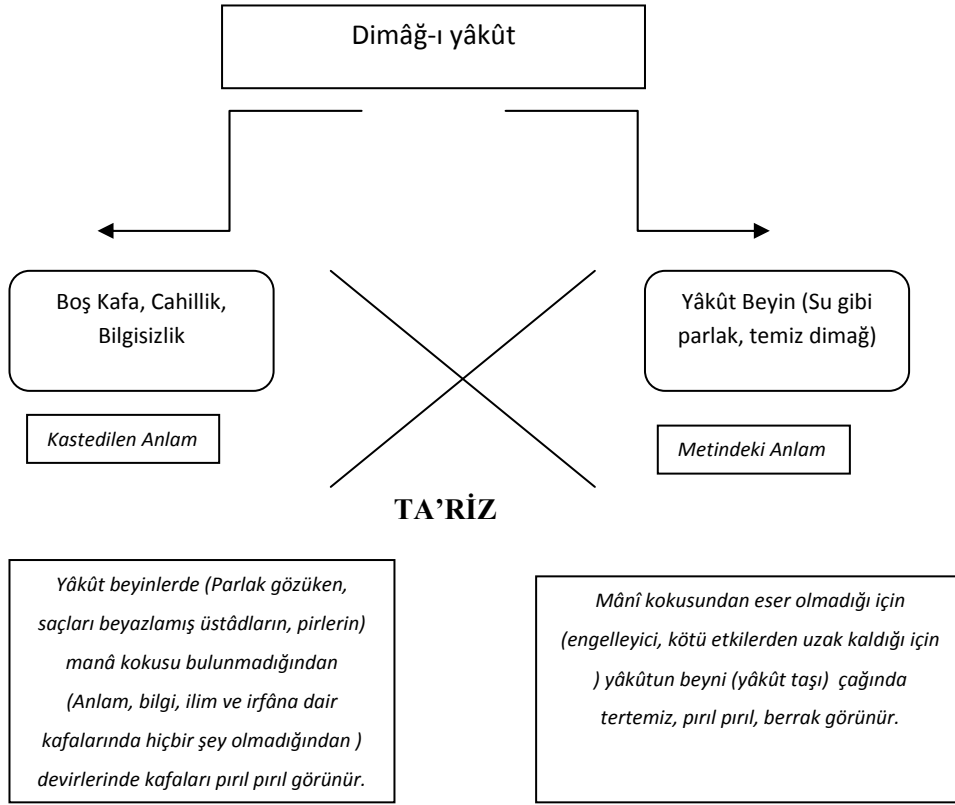 Dimâğ-ı yâkût
Boş Kafa, Cahillik,
Bilgisizlik
Yâkût Beyin (Su gibi
parlak, temiz dimağ)
Kastedilen Anlam
Metindeki Anlam
TA’RİZ
Yâkût beyinlerde (Parlak gözüken,
saçları beyazlamış üstâdların, pirlerin)
manâ kokusu bulunmadığından
(Anlam, bilgi, ilim ve irfâna dair
kafalarında hiçbir şey olmadığından )
devirlerinde kafaları pırıl pırıl görünür.
Mânî kokusundan eser olmadığı için
(engelleyici, kötü etkilerden uzak kaldığı için
) yâkûtun beyni (yâkût taşı) çağında
tertemiz, pırıl pırıl, berrak görünür.